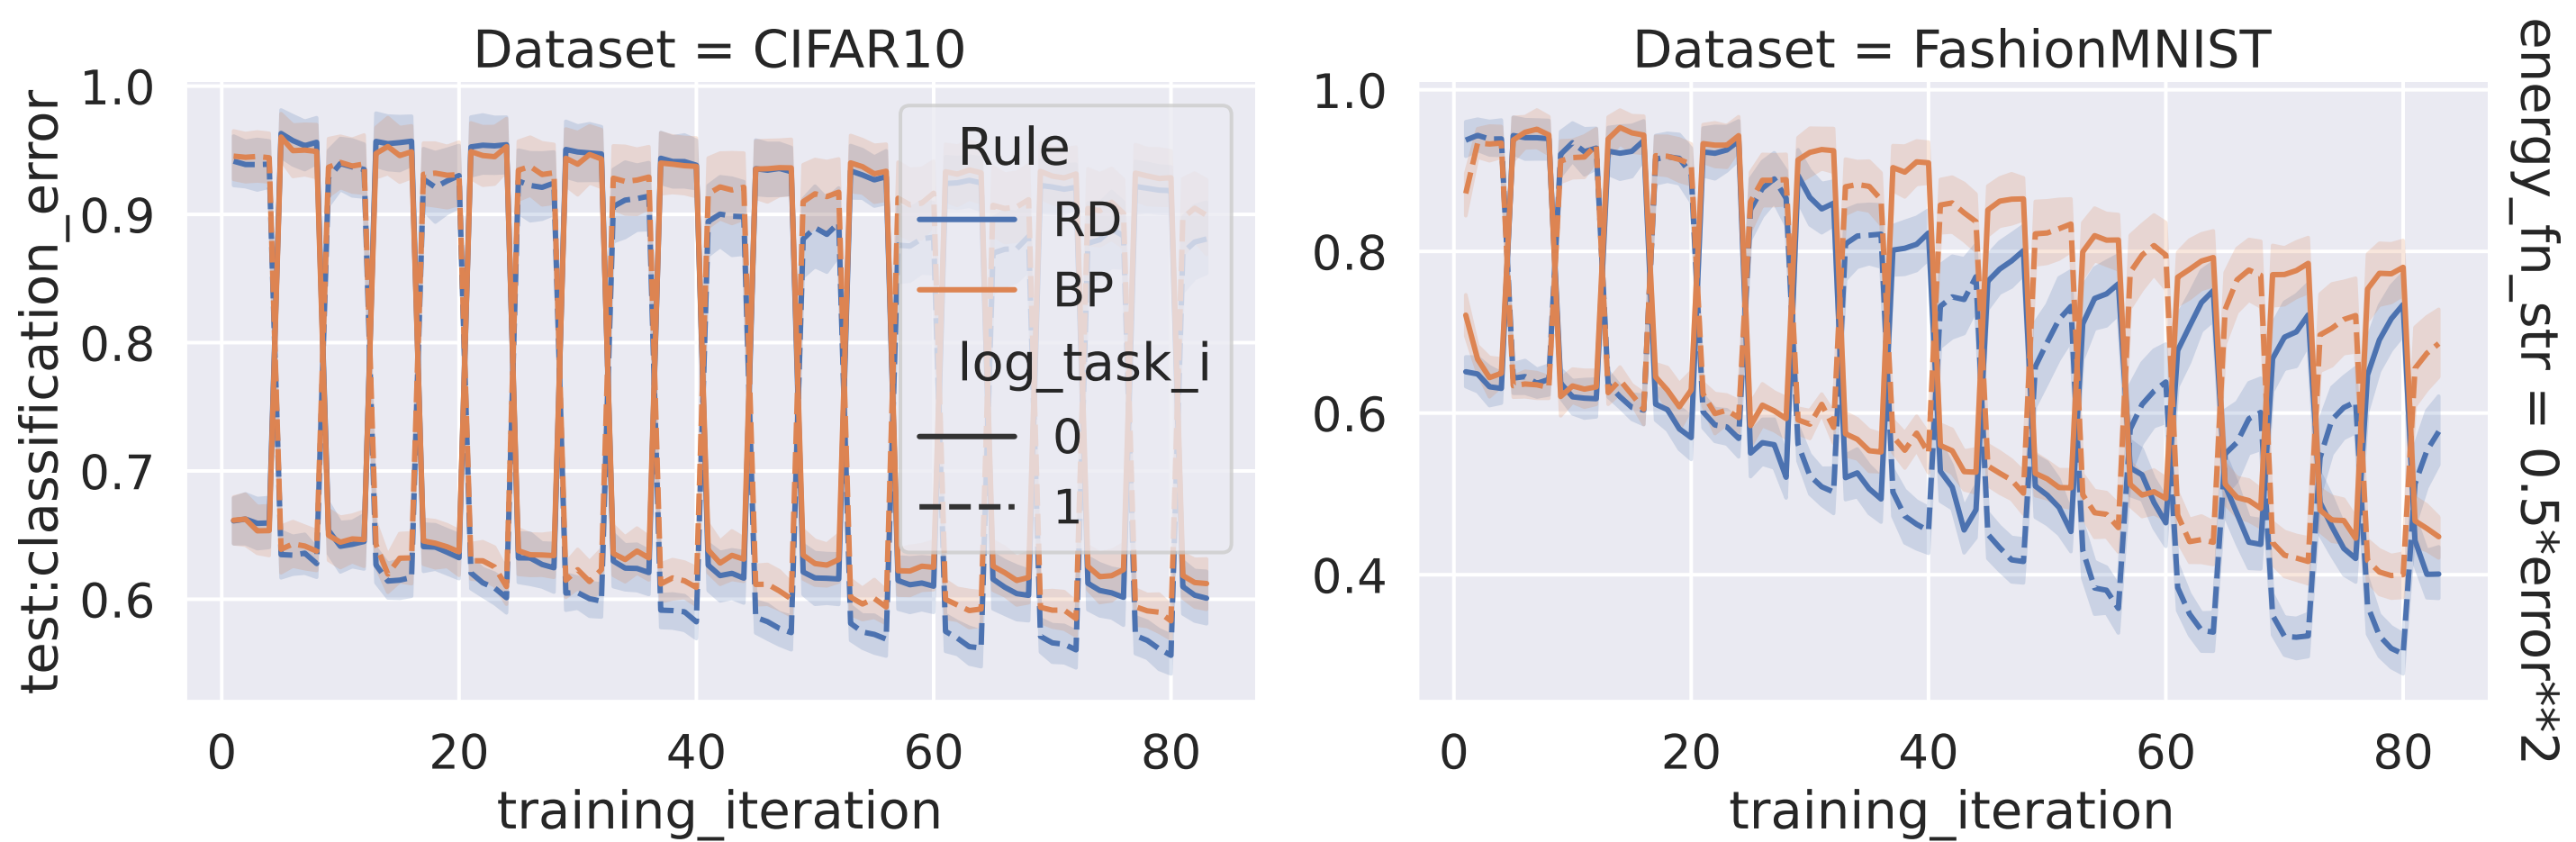 Dataset = CIFAR10
Dataset = FashionMNIST
test:classification_error
1.0
0.9
0.8
0.7
0.6
Rule
RD
BP
log_task_i
0
1
0
20
40
60
80
training_iteration
1.0
0.8
0.6
0.4
0
20
40
60
80
training_iteration
energy_fn_str = 0.5*error**2